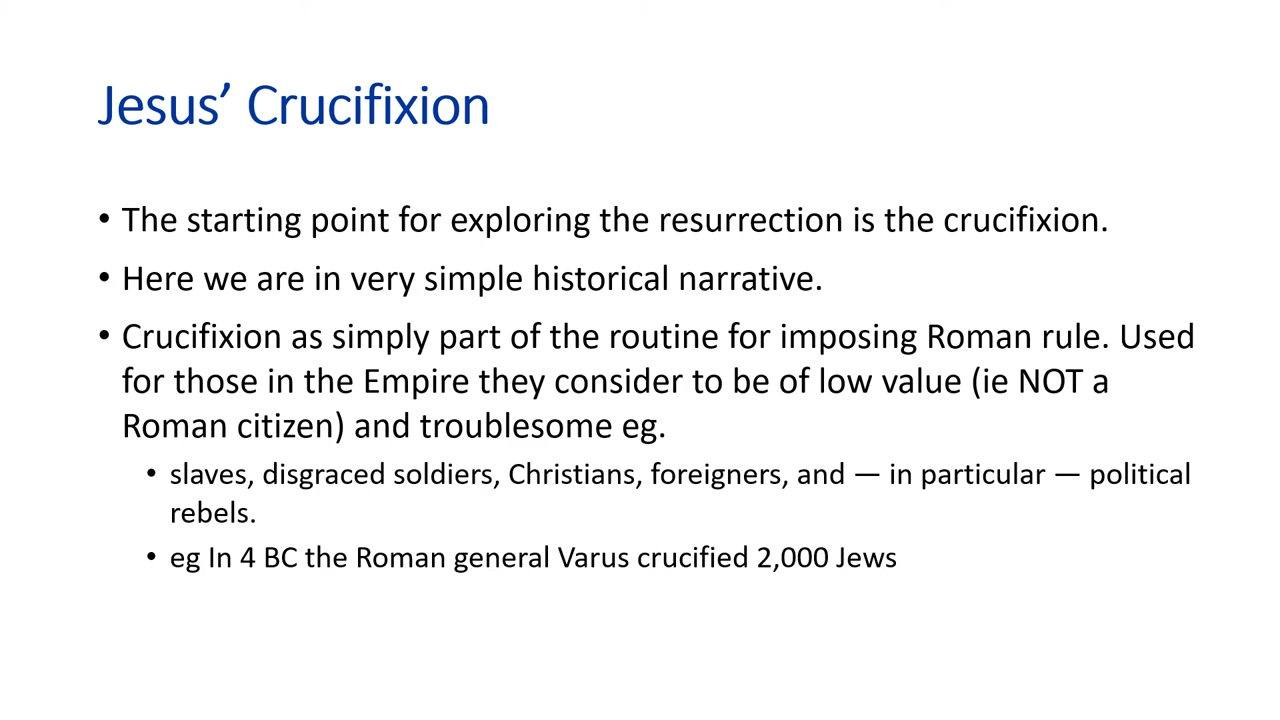 Jesus’ Crucifixion
• The starting point for exploring the resurrection is the crucifixion.
• Here we are in very simple historical narrative.
• Crucifixion as simply part of the routine for imposing Roman rule. Used
for those in the Empire they consider to be of low value (ie NOT a
Roman citizen) and troublesome eg.
• slaves, disgraced soldiers, Christians, foreigners, and — in particular — political
rebels.
• eg In 4 BC the Roman general Varus crucified 2,000 Jews